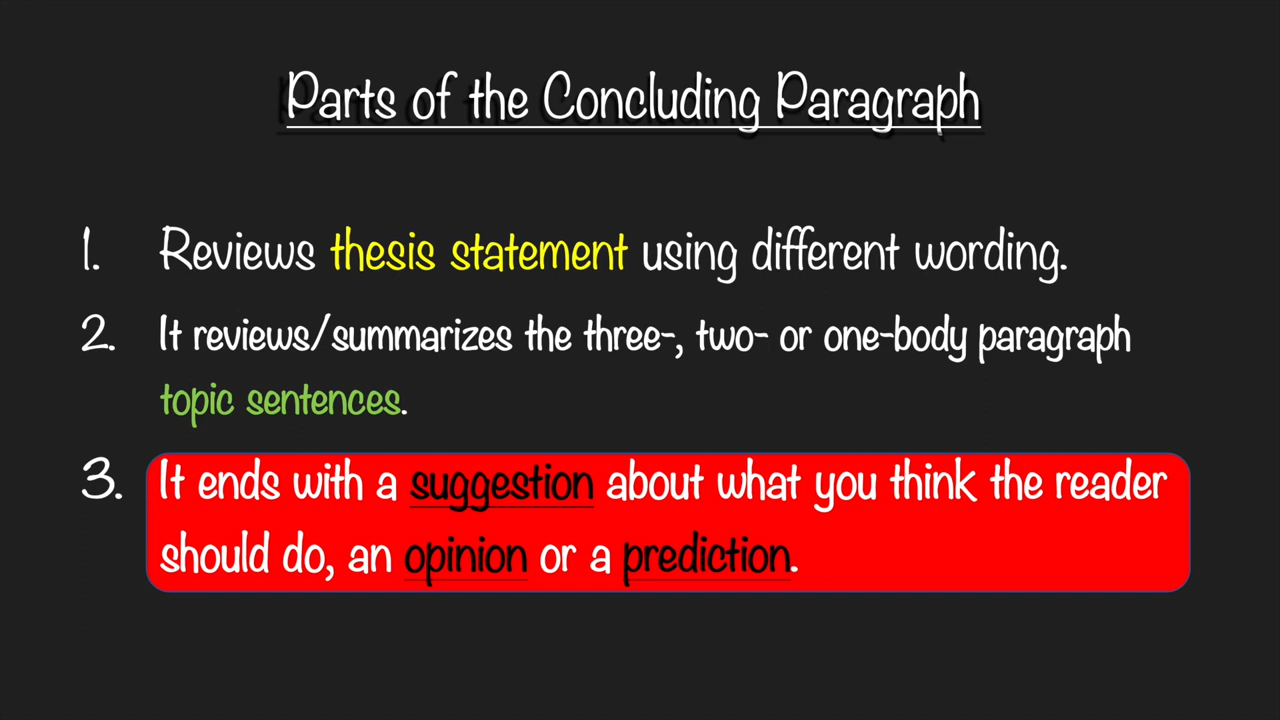 Parts of the Concluding Paragraph
1. Reviews thesis statement using different wording.
2. It reviews/summarizes the three-, two- or one-body paragraph
topic sentences.
3. It ends with a suggestion about what you think the reader
should do, an opinion or a prediction.